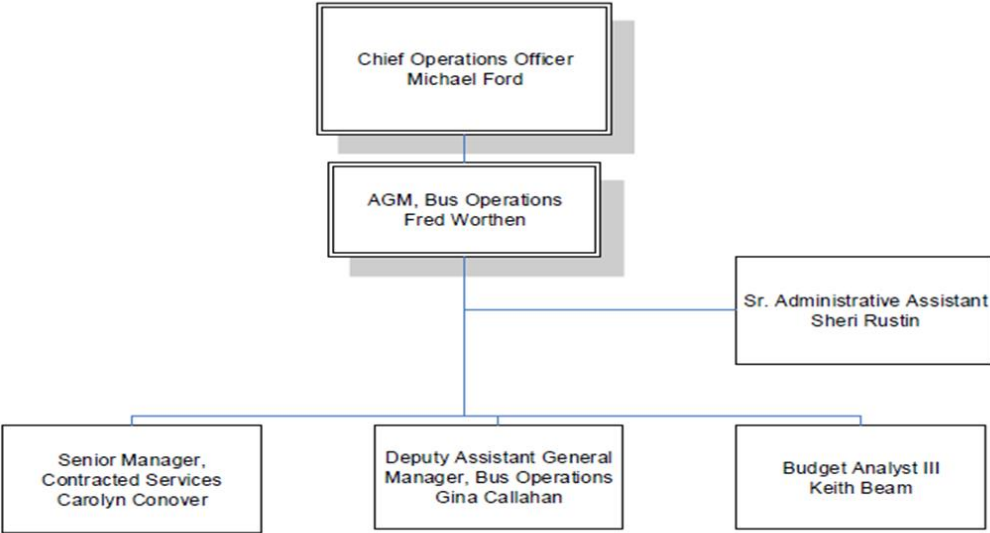 Chief Operations Officer
Michael Ford
AGM, Bus Operations
Fred Worthen
Sr. Administrative Assistant
Sheri Rustin
Senior Manager,
Contracted Services
Carolyn Conover
Deputy Assistant General
Manager, Bus Operations
Gina Callahan
Budget Analyst III
Keith Beam